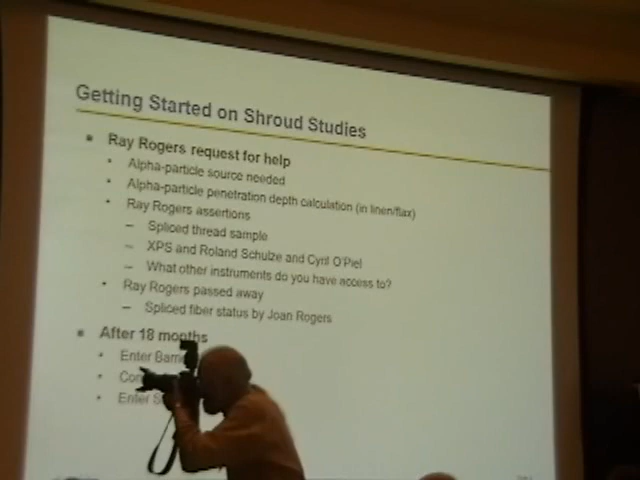 Getting Started on Shroud Studies
Ray Rogers request for help
Alpha-particle source needed
Alpha-particle penetration depth calculation (in linen/flax)
Ray Rogers assertions
Spliced thread sample
XPS and Roland Schulze and Cyril O'Piel
What other instruments do you have access to?
Ray Rogers passed away
Spliced fiber status by Joan Rogers
After 18 months
Enter
Enter